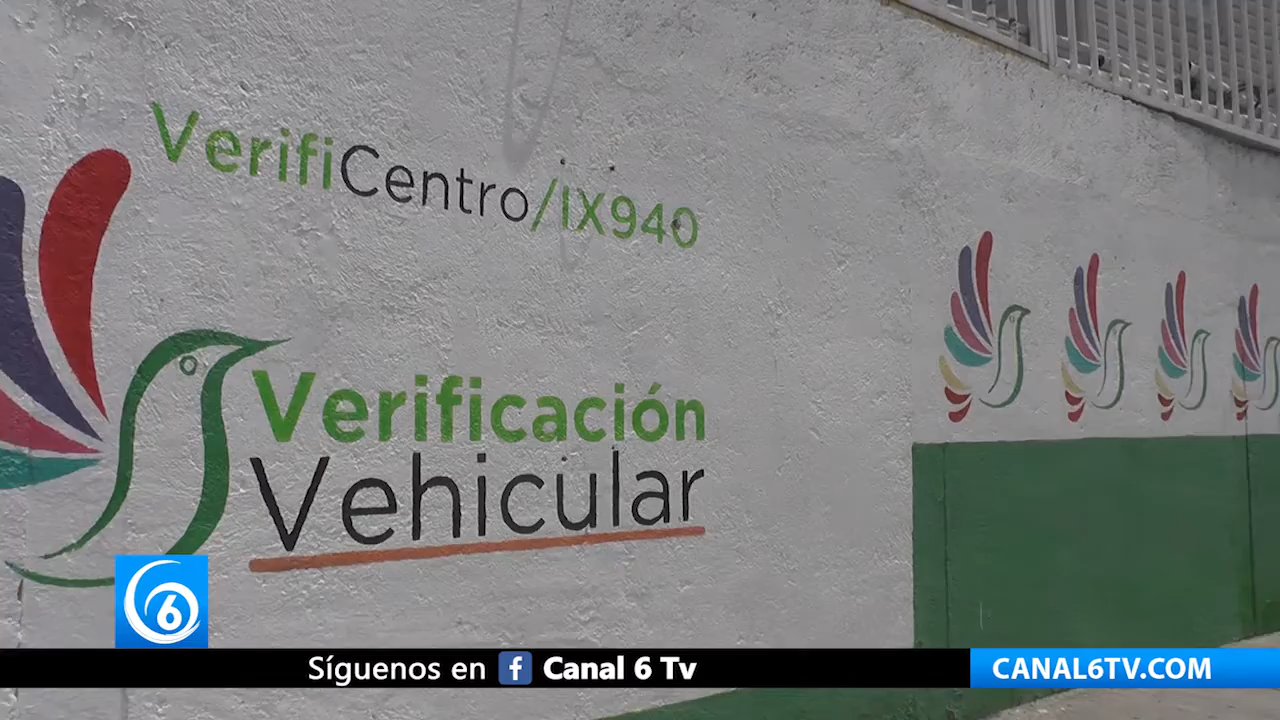 VerifiCentro/IX940
Verificación
Vehicular
6
Síguenos en f Canal 6 Tv
CANAL6TV.COM